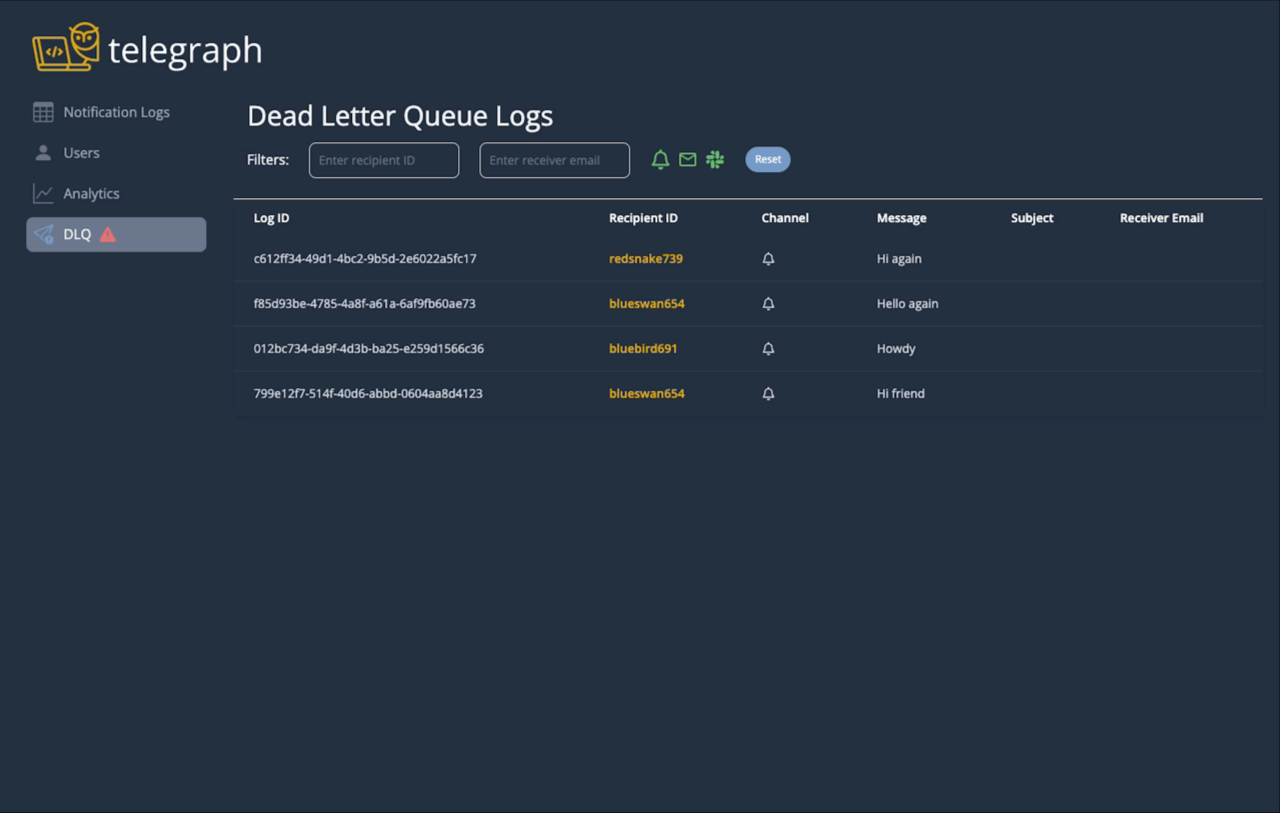 </> telegraph
Notification Logs
Users
Analytics
DLQ
Dead Letter Queue Logs
Filters: Enter recipient ID Enter receiver email Reset
Log ID Recipient ID Channel Message Subject Receiver Email
c612ff34-49d1-4bc2-9b5d-2e6022a5fc17 redsnake739 Hi again
f85d93be-4785-4a8f-a61a-6af9fb60ae73 blueswan654 Hello again
012bc734-da9f-4d3b-ba25-e259d1566c36 bluebird691 Howdy
799e12f7-514f-40d6-abbd-0604aa8d4123 blueswan654 Hi friend